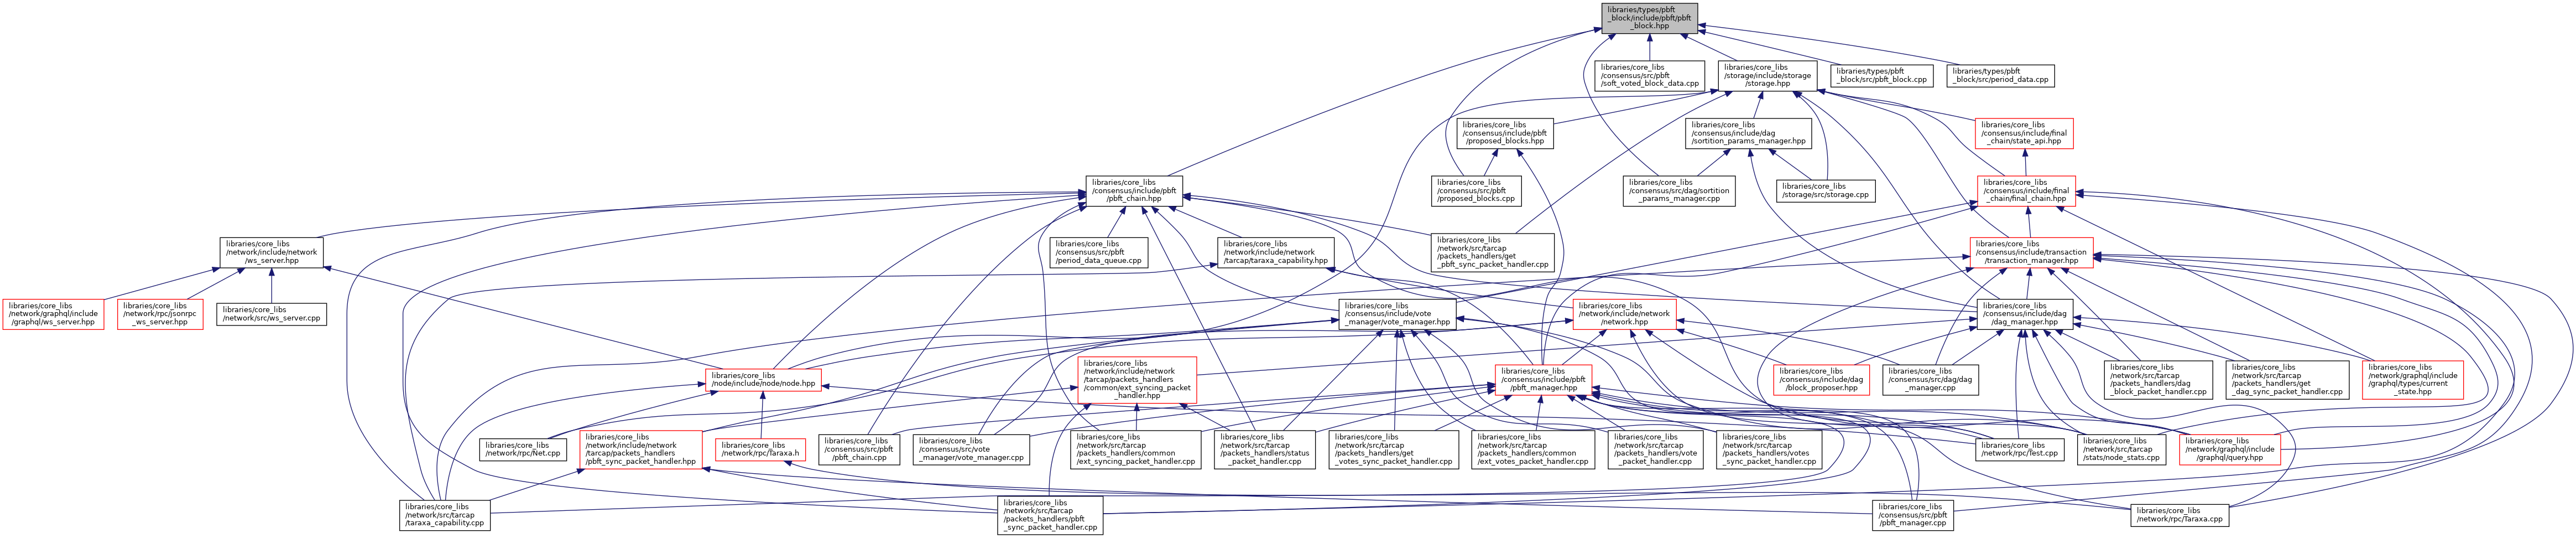 libraries/types/pbft
_block/include/pbft/pbft
_block.hpp
libraries/core_libs
/consensus/src/pbft
/soft_voted_block_data.cpp
libraries/core_libs
/storage/include/storage
/storage.hpp
libraries/types/pbft
_block/src/pbft_block.cpp
libraries/types/pbft
_block/src/period_data.cpp
libraries/core_libs
/consensus/include/pbft
/proposed_blocks.hpp
libraries/core_libs
/consensus/include/dag
/sortition_params_manager.hpp
libraries/core_libs
/consensus/include/final
_chain/state_api.hpp
libraries/core_libs
/consensus/include/pbft
/pbft_chain.hpp
libraries/core_libs
/consensus/src/pbft
/proposed_blocks.cpp
libraries/core_libs
/consensus/src/dag/sortition
_params_manager.cpp
libraries/core_libs
/storage/src/storage.cpp
libraries/core_libs
/consensus/include/final
_chain/final_chain.hpp
libraries/core_libs
/network/include/network
/ws_server.hpp
libraries/core_libs
/consensus/src/pbft
/period_data_queue.cpp
libraries/core_libs
/network/include/network
/tarcap/taraxa_capability.hpp
libraries/core_libs
/network/src/tarcap
/packets_handlers/get
_pbft_sync_packet_handler.cpp
libraries/core_libs
/consensus/include/transaction
/transaction_manager.hpp
libraries/core_libs
/network/graphql/include
/graphql/ws_server.hpp
libraries/core_libs
/network/rpc/jsonrpc
_ws_server.hpp
libraries/core_libs
/network/src/ws_server.cpp
libraries/core_libs
/consensus/include/vote
_manager/vote_manager.hpp
libraries/core_libs
/network/include/network
/network.hpp
libraries/core_libs
/consensus/include/dag
/dag_manager.hpp
libraries/core_libs
/node/include/node/node.hpp
libraries/core_libs
/network/include/network
/tarcap/packets_handlers
/common/ext_syncing_packet
_handler.hpp
libraries/core_libs
/consensus/include/pbft
/pbft_manager.hpp
libraries/core_libs
/consensus/include/dag
/block_proposer.hpp
libraries/core_libs
/consensus/src/dag/dag
_manager.cpp
libraries/core_libs
/network/src/tarcap
/packets_handlers/dag
_block_packet_handler.cpp
libraries/core_libs
/network/src/tarcap
/packets_handlers/get
_dag_sync_packet_handler.cpp
libraries/core_libs
/network/graphql/include
/graphql/types/current
_state.hpp
libraries/core_libs
/network/rpc/Net.cpp
libraries/core_libs
/network/include/network
/tarcap/packets_handlers
/pbft_sync_packet_handler.hpp
libraries/core_libs
/network/rpc/Taraxa.h
libraries/core_libs
/consensus/src/pbft
/pbft_chain.cpp
libraries/core_libs
/consensus/src/vote
_manager/vote_manager.cpp
libraries/core_libs
/network/src/tarcap
/packets_handlers/common
/ext_syncing_packet_handler.cpp
libraries/core_libs
/network/src/tarcap
/packets_handlers/status
_packet_handler.cpp
libraries/core_libs
/network/src/tarcap
/packets_handlers/get
_votes_sync_packet_handler.cpp
libraries/core_libs
/network/src/tarcap
/packets_handlers/common
/ext_votes_packet_handler.cpp
libraries/core_libs
/network/src/tarcap
/packets_handlers/vote
_packet_handler.cpp
libraries/core_libs
/network/src/tarcap
/packets_handlers/votes
_sync_packet_handler.cpp
libraries/core_libs
/network/rpc/Test.cpp
libraries/core_libs
/network/src/tarcap
/stats/node_stats.cpp
libraries/core_libs
/network/graphql/include
/graphql/query.hpp
libraries/core_libs
/network/src/tarcap
/taraxa_capability.cpp
libraries/core_libs
/network/src/tarcap
/packets_handlers/pbft
_sync_packet_handler.cpp
libraries/core_libs
/consensus/src/pbft
/pbft_manager.cpp
libraries/core_libs
/network/rpc/Taraxa.cpp